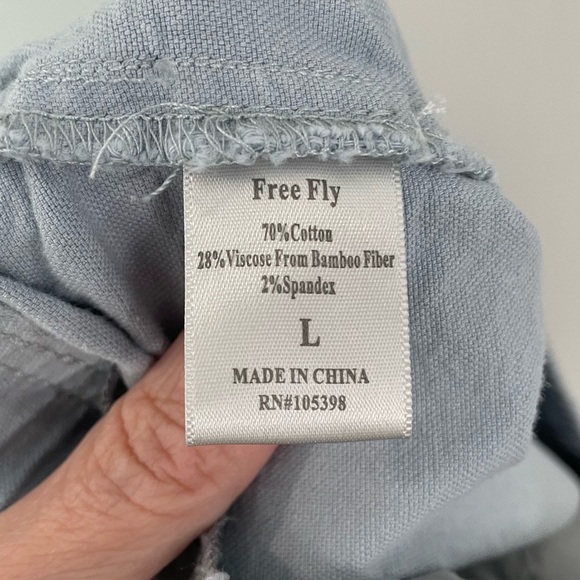 Free Fly
70%Cotton
28%Viscose From Bamboo Fiber
2%Spandex
L
MADE IN CHINA
RN#105398